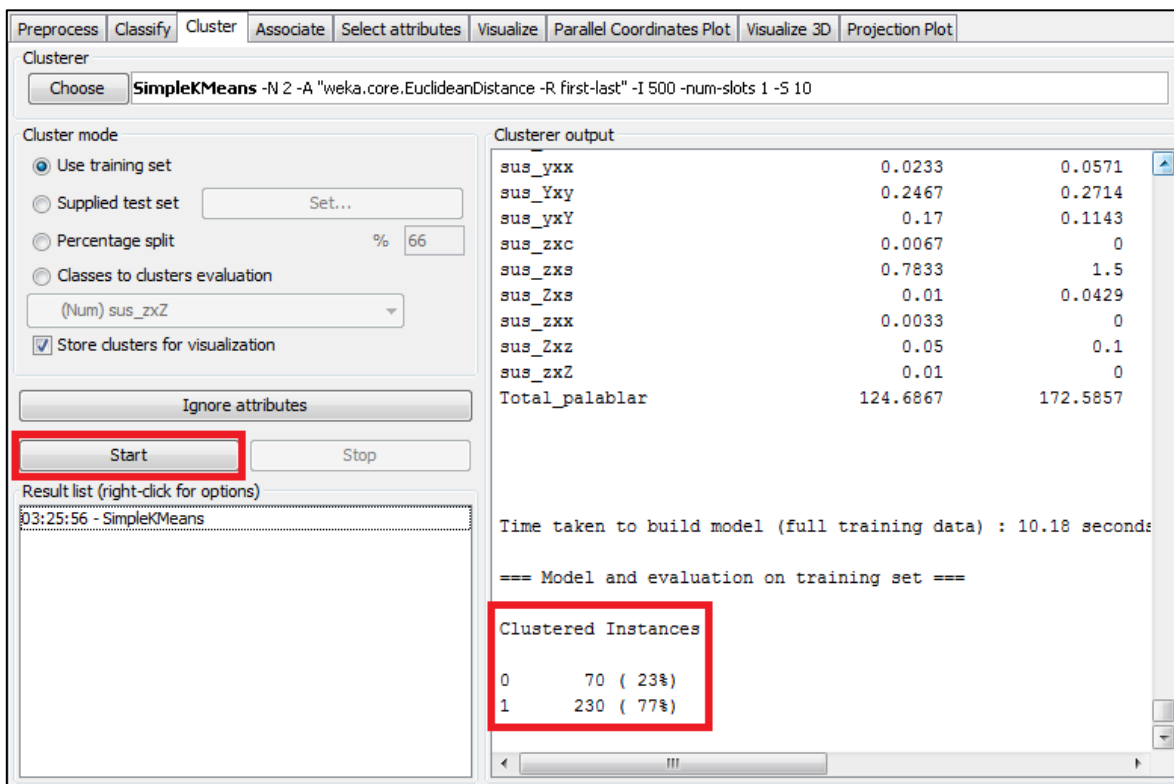 Preprocess Classify Cluster Associate Select attributes Visualize Parallel Coordinates Plot Visualize 3D Projection Plot
Clusterer
Choose SimpleKMeans -N 2 -A "weka.core.EuclideanDistance -R first-last" -I 500 -num-slots 1 -S 10
Cluster mode
Use training set
Supplied test set Set...
Percentage split % 66
Classes to clusters evaluation
(Num) sus_zxZ
Store clusters for visualization
Ignore attributes
Start Stop
Result list (right-click for options)
03:25:56 - SimpleKMeans
Clusterer output
sus_yxx 0.0233 0.0571
sus_Yxy 0.2467 0.2714
sus_yxY 0.17 0.1143
sus_zxc 0.0067 0
sus_zxs 0.7833 1.5
sus_Zxs 0.01 0.0429
sus_zxx 0.0033 0
sus_Zxz 0.05 0.1
sus_zxZ 0.01 0
Total_palablar 124.6867 172.5857
Time taken to build model (full training data) : 10.18 seconds
=== Model and evaluation on training set ===
Clustered Instances
0 70 ( 23%)
1 230 ( 77%)